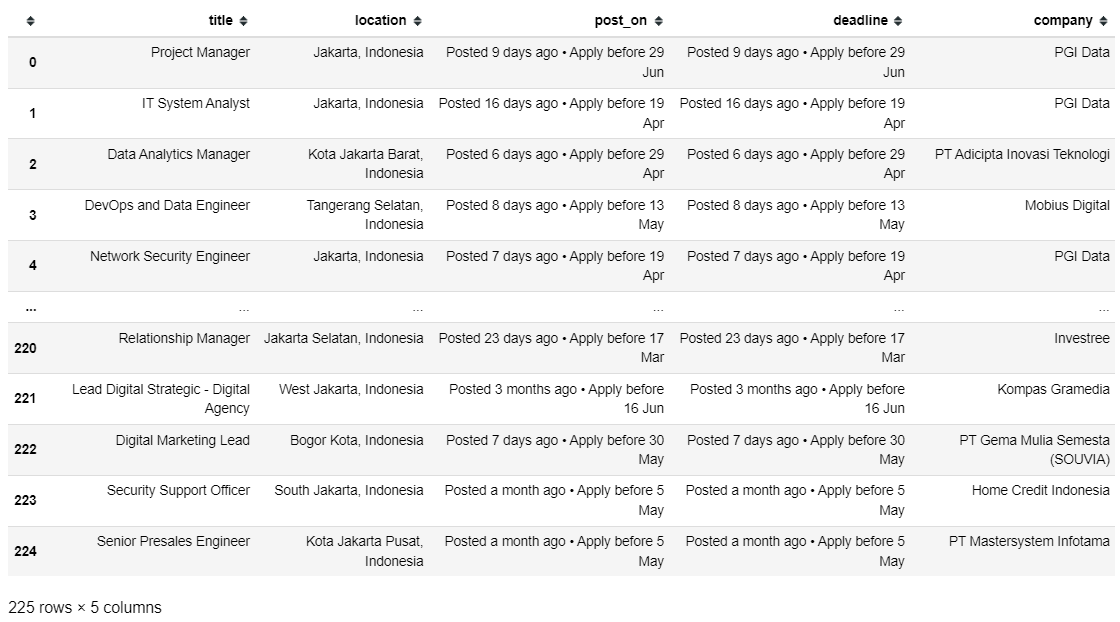 title location post_on deadline company
0 Project Manager Jakarta, Indonesia Posted 9 days ago • Apply before 29 Jun Posted 9 days ago • Apply before 29 Jun PGI Data
1 IT System Analyst Jakarta, Indonesia Posted 16 days ago • Apply before 19 Apr Posted 16 days ago • Apply before 19 Apr PGI Data
2 Data Analytics Manager Kota Jakarta Barat, Indonesia Posted 6 days ago • Apply before 29 Apr Posted 6 days ago • Apply before 29 Apr PT Adicipta Inovasi Teknologi
3 DevOps and Data Engineer Tangerang Selatan, Indonesia Posted 8 days ago • Apply before 13 May Posted 8 days ago • Apply before 13 May Mobius Digital
4 Network Security Engineer Jakarta, Indonesia Posted 7 days ago • Apply before 19 Apr Posted 7 days ago • Apply before 19 Apr PGI Data
... ... ... ... ... ...
220 Relationship Manager Jakarta Selatan, Indonesia Posted 23 days ago • Apply before 17 Mar Posted 23 days ago • Apply before 17 Mar Investree
221 Lead Digital Strategic - Digital Agency West Jakarta, Indonesia Posted 3 months ago • Apply before 16 Jun Posted 3 months ago • Apply before 16 Jun Kompas Gramedia
222 Digital Marketing Lead Bogor Kota, Indonesia Posted 7 days ago • Apply before 30 May Posted 7 days ago • Apply before 30 May PT Gema Mulia Semesta (SOUVIA)
223 Security Support Officer South Jakarta, Indonesia Posted a month ago • Apply before 5 May Posted a month ago • Apply before 5 May Home Credit Indonesia
224 Senior Presales Engineer Kota Jakarta Pusat, Indonesia Posted a month ago • Apply before 5 May Posted a month ago • Apply before 5 May PT Mastersystem Infotama
225 rows × 5 columns